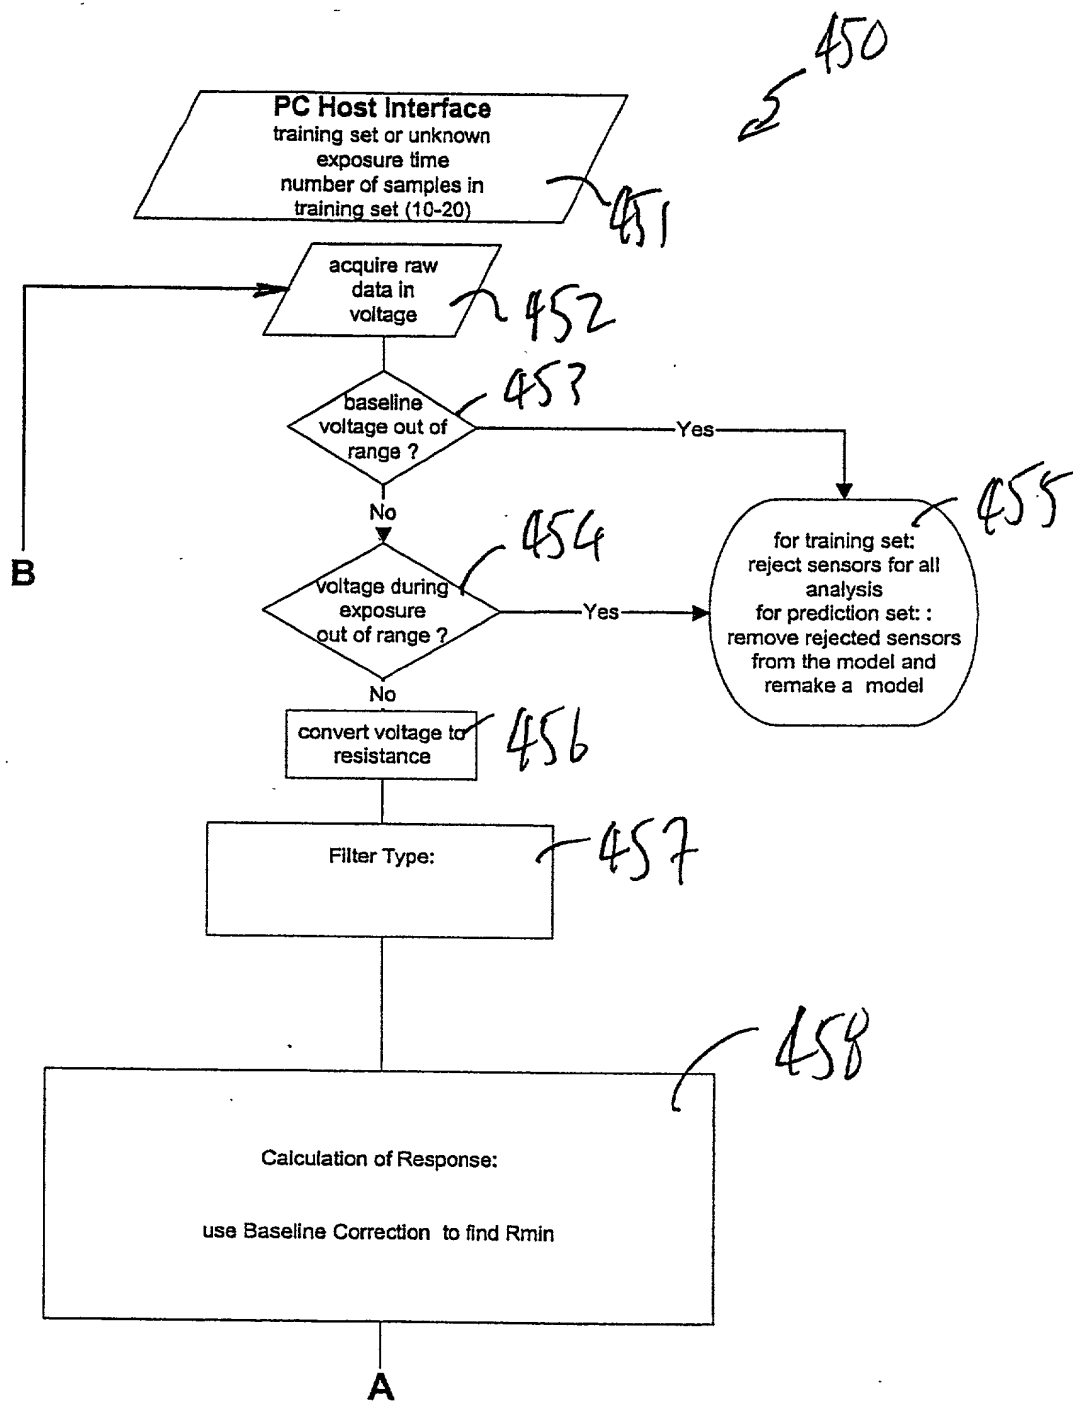 450
PC Host Interface
training set or unknown
exposure time
number of samples in
training set (10-20)
451
acquire raw
data in
voltage
452
453
baseline
voltage out of
range ?
Yes
No
455
454
for training set:
reject sensors for all
analysis
for prediction set: :
remove rejected sensors
from the model and
remake a  model
B
voltage during
exposure
out of range ?
Yes
No
convert voltage to
resistance
456
Filter Type:
457
458
Calculation of Response:
use Baseline Correction  to find Rmin
A